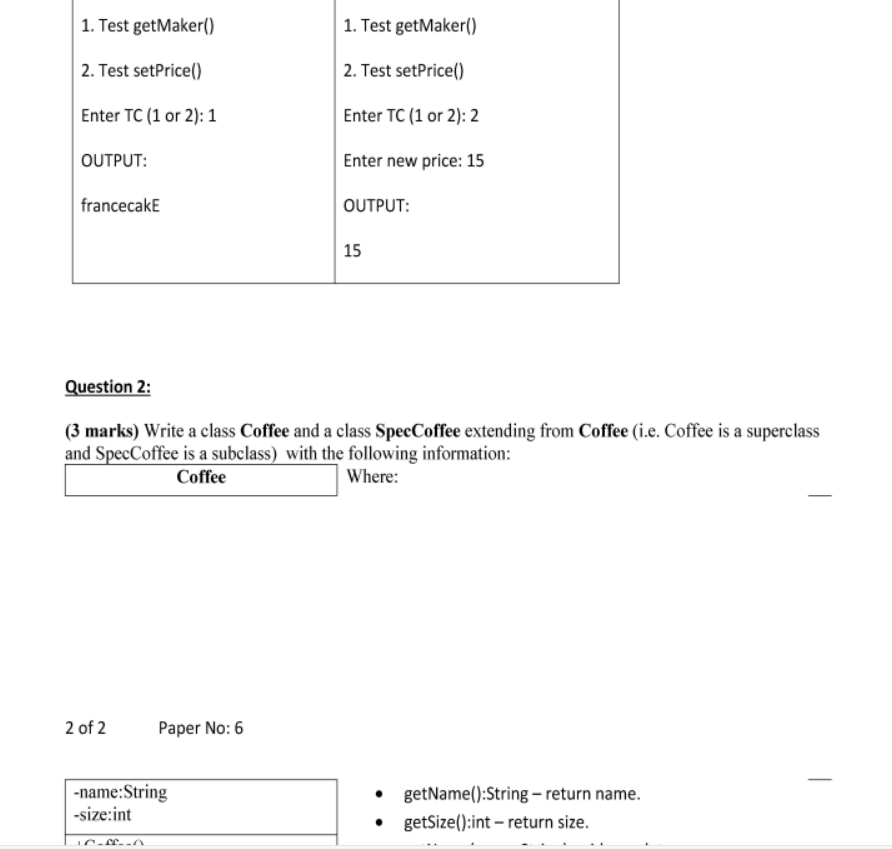 1. Test getMaker()
2. Test setPrice()
Enter TC (1 or 2): 1
OUTPUT:
francecakE
1. Test getMaker()
2. Test setPrice()
Enter TC (1 or 2): 2
Enter new price: 15
OUTPUT:
15
Question 2:
(3 marks) Write a class Coffee and a class SpecCoffee extending from Coffee (i.e. Coffee is a superclass
and SpecCoffee is a subclass) with the following information:
Coffee
Where:
2 of 2 Paper No: 6
-name:String
-size:int
• getName():String – return name.
• getSize():int – return size.